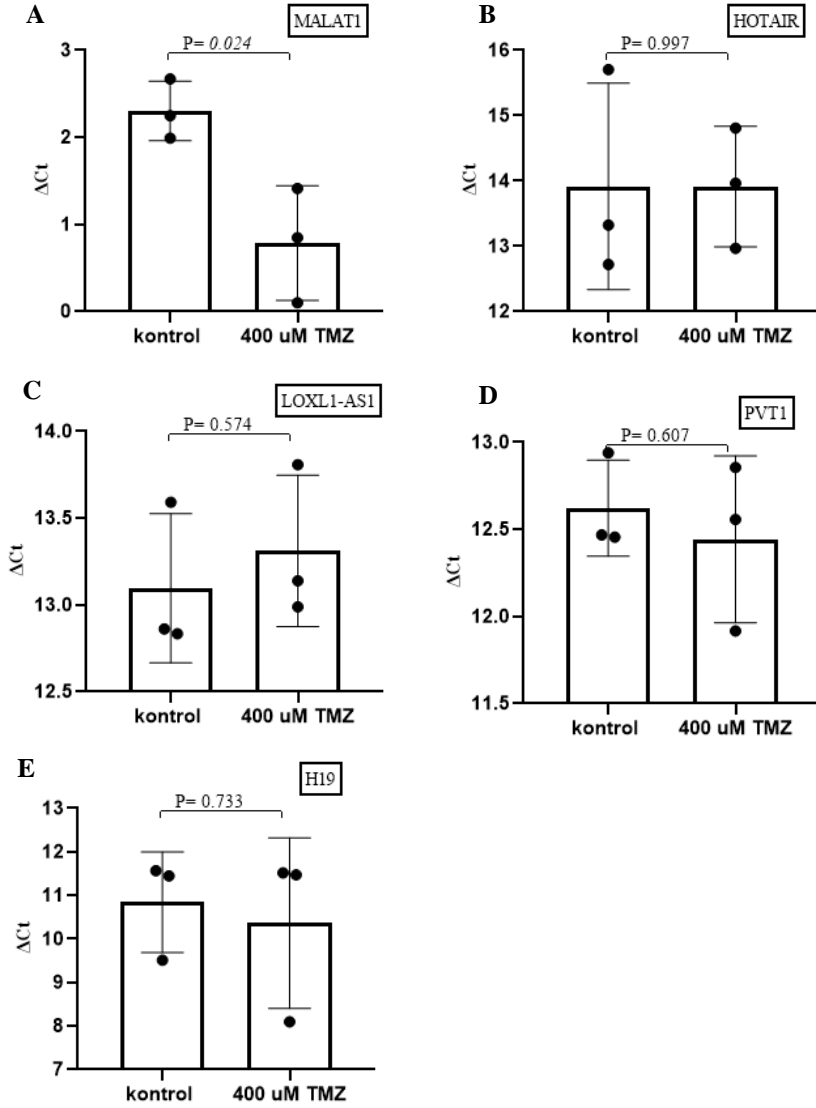 A
MALAT1
P= 0.024
3
2
1
0
ΔCt
kontrol
400 uM TMZ
B
HOTAIR
P= 0.997
16
15
14
13
12
ΔCt
kontrol
400 uM TMZ
C
LOXL1-AS1
P= 0.574
14.0
13.5
13.0
12.5
ΔCt
kontrol
400 uM TMZ
D
PVT1
P= 0.607
13.0
12.5
12.0
11.5
ΔCt
kontrol
400 uM TMZ
E
H19
P= 0.733
13
12
11
10
9
8
7
ΔCt
kontrol
400 uM TMZ